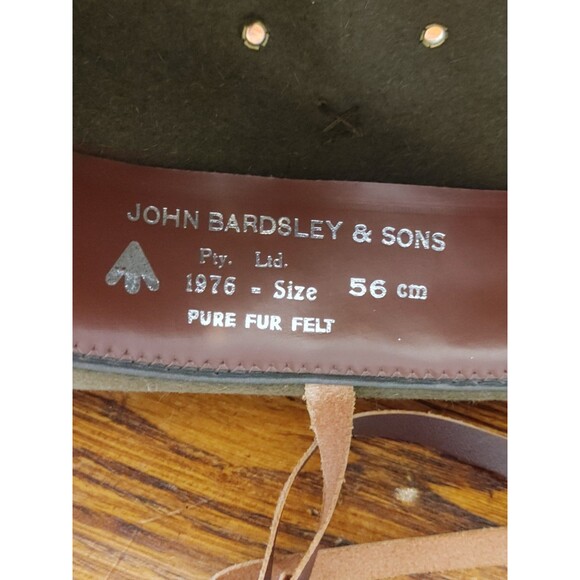 JOHN BARDSLEY & SONS
Pty. Ltd.
1976 = Size 56 cm
PURE FUR FELT